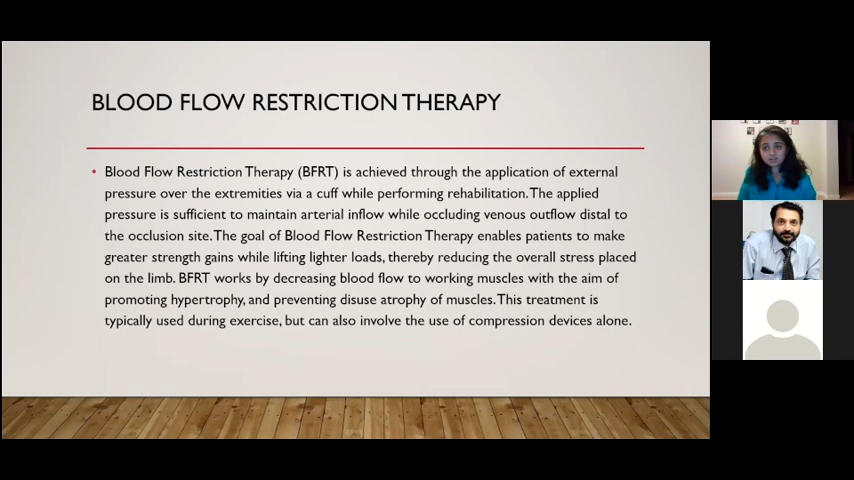 BLOOD FLOW RESTRICTION THERAPY
• Blood Flow Restriction Therapy (BFRT) is achieved through the application of external
pressure over the extremities via a cuff while performing rehabilitation. The applied
pressure is sufficient to maintain arterial inflow while occluding venous outflow distal to
the occlusion site. The goal of Blood Flow Restriction Therapy enables patients to make
greater strength gains while lifting lighter loads, thereby reducing the overall stress placed
on the limb. BFRT works by decreasing blood flow to working muscles with the aim of
promoting hypertrophy, and preventing disuse atrophy of muscles. This treatment is
typically used during exercise, but can also involve the use of compression devices alone.